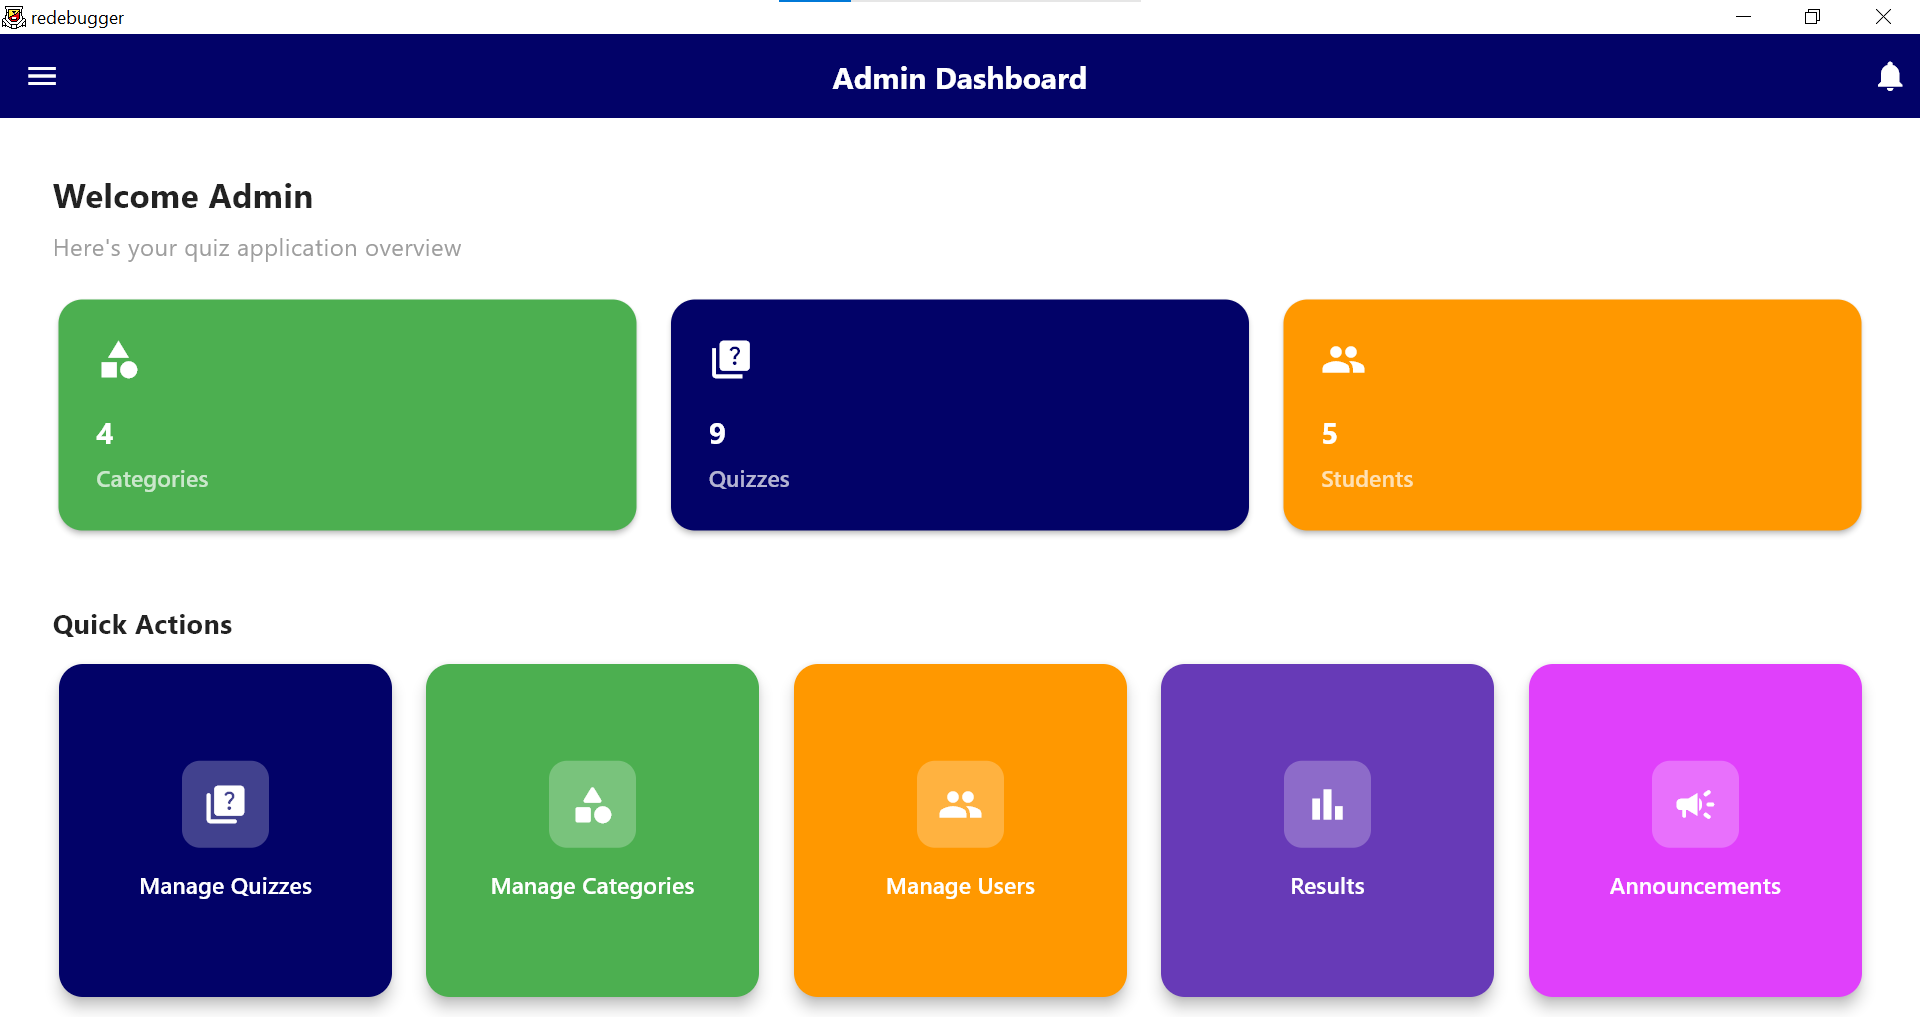 redebugger
Admin Dashboard
Welcome Admin
Here's your quiz application overview
4
Categories
?
9
Quizzes
5
Students
Quick Actions
?
Manage Quizzes
Manage Categories
Manage Users
Results
Announcements